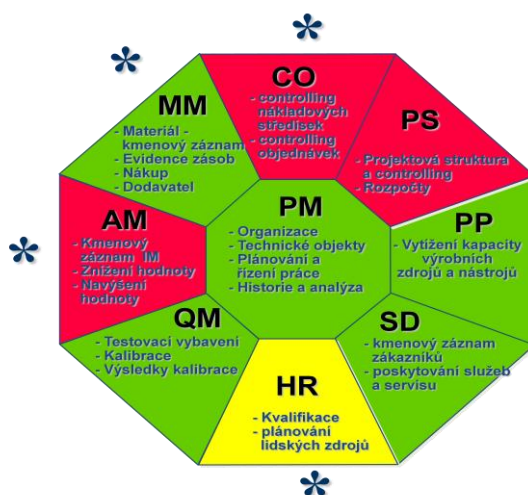 *
*
CO
- controlling
nákladových
středisek
- controlling
objednávek
MM
- Materiál -
kmenový záznam
- Evidence zásob
- Nákup
- Dodavatel
PS
- Projektová struktura
a controlling
- Rozpočty
*
AM
- Kmenový
záznam IM
- Znížení hodnoty
- Navýšení
hodnoty
PM
- Organizace
- Technické objekty
- Plánování a
řízení práce
- Historie a analýza
PP
- Vytížení kapacity
výrobních
zdrojů a nástrojů
QM
- Testovací vybavení
- Kalibrace
- Výsledky kalibrace
SD
- kmenový záznam
zákazníků
- poskytování služeb
a servisu
HR
- Kvalifikace
- plánování
lidských zdrojů
*